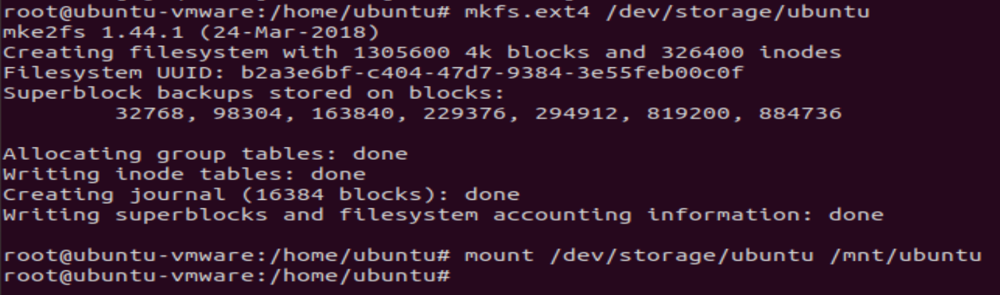 root@ubuntu-vmware:/home/ubuntu# mkfs.ext4 /dev/storage/ubuntu
mke2fs 1.44.1 (24-Mar-2018)
Creating filesystem with 1305600 4k blocks and 326400 inodes
Filesystem UUID: b2a3e6bf-c404-47d7-9384-3e55feb00c0f
Superblock backups stored on blocks:
        32768, 98304, 163840, 229376, 294912, 819200, 884736

Allocating group tables: done
Writing inode tables: done
Creating journal (16384 blocks): done
Writing superblocks and filesystem accounting information: done

root@ubuntu-vmware:/home/ubuntu# mount /dev/storage/ubuntu /mnt/ubuntu
root@ubuntu-vmware:/home/ubuntu#